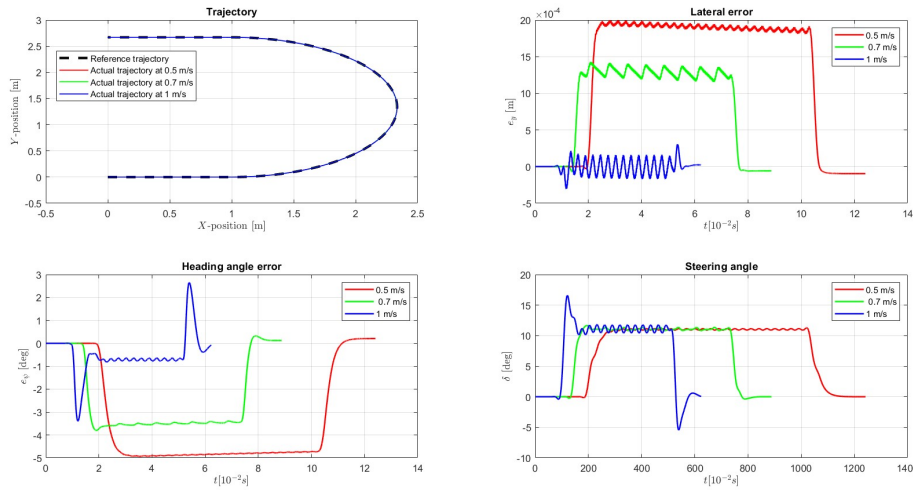 Trajectory
3
2.5
2
1.5
1
0.5
0
-0.5
-0.5
0
0.5
1
1.5
2
2.5
X-position [m]
Y-position [m]
Reference trajectory
Actual trajectory at 0.5 m/s
Actual trajectory at 0.7 m/s
Actual trajectory at 1 m/s
Lateral error
×10⁻⁴
20
15
10
5
0
-5
0
2
4
6
8
10
12
14
t[10⁻²s]
e_y [m]
0.5 m/s
0.7 m/s
1 m/s
Heading angle error
3
2
1
0
-1
-2
-3
-4
-5
0
2
4
6
8
10
12
14
t[10⁻²s]
e_ψ [deg]
0.5 m/s
0.7 m/s
1 m/s
Steering angle
20
15
10
5
0
-5
-10
0
200
400
600
800
1000
1200
1400
t[10⁻²s]
δ [deg]
0.5 m/s
0.7 m/s
1 m/s